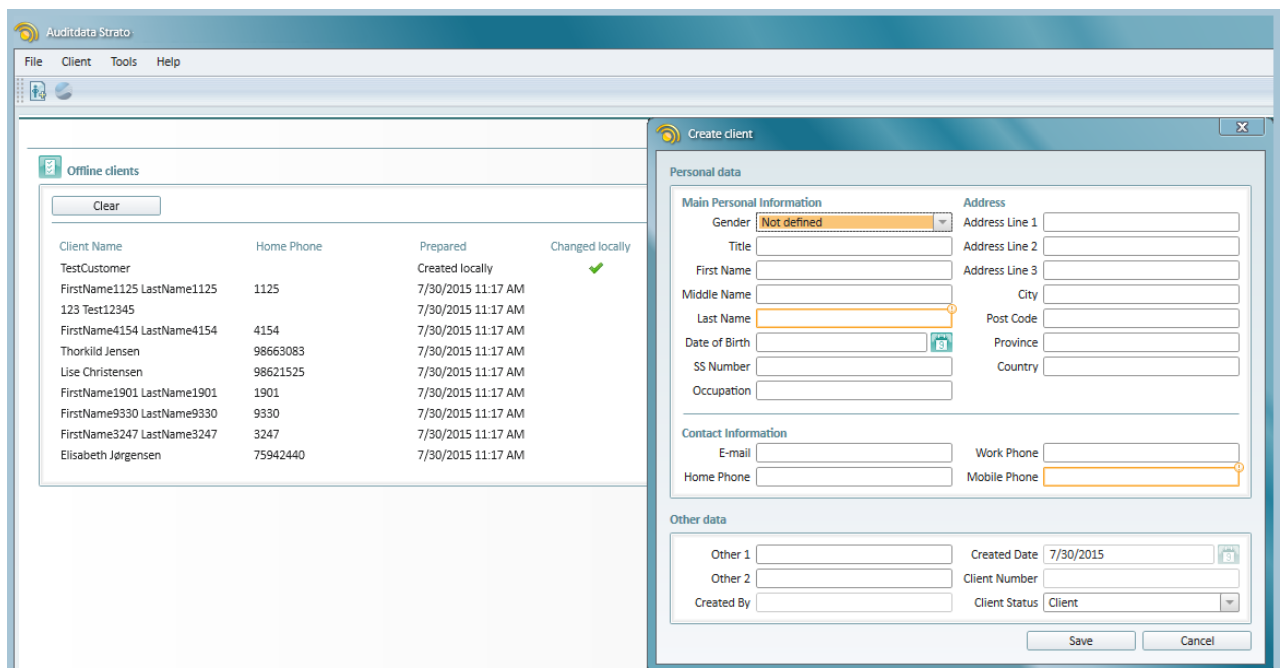 Auditdata Strato
File Client Tools Help
Offline clients
Clear
Client Name Home Phone Prepared Changed locally
TestCustomer Created locally
FirstName1125 LastName1125 1125 7/30/2015 11:17 AM
123 Test12345 7/30/2015 11:17 AM
FirstName4154 LastName4154 4154 7/30/2015 11:17 AM
Thorkild Jensen 98663083 7/30/2015 11:17 AM
Lise Christensen 98621525 7/30/2015 11:17 AM
FirstName1901 LastName1901 1901 7/30/2015 11:17 AM
FirstName9330 LastName9330 9330 7/30/2015 11:17 AM
FirstName3247 LastName3247 3247 7/30/2015 11:17 AM
Elisabeth Jørgensen 75942440 7/30/2015 11:17 AM
Create client
Personal data
Main Personal Information Address
Gender Not defined Address Line 1
Title Address Line 2
First Name Address Line 3
Middle Name City
Last Name Post Code
Date of Birth Province
SS Number Country
Occupation
Contact Information
E-mail Work Phone
Home Phone Mobile Phone
Other data
Other 1 Created Date 7/30/2015
Other 2 Client Number
Created By Client Status Client
Save Cancel